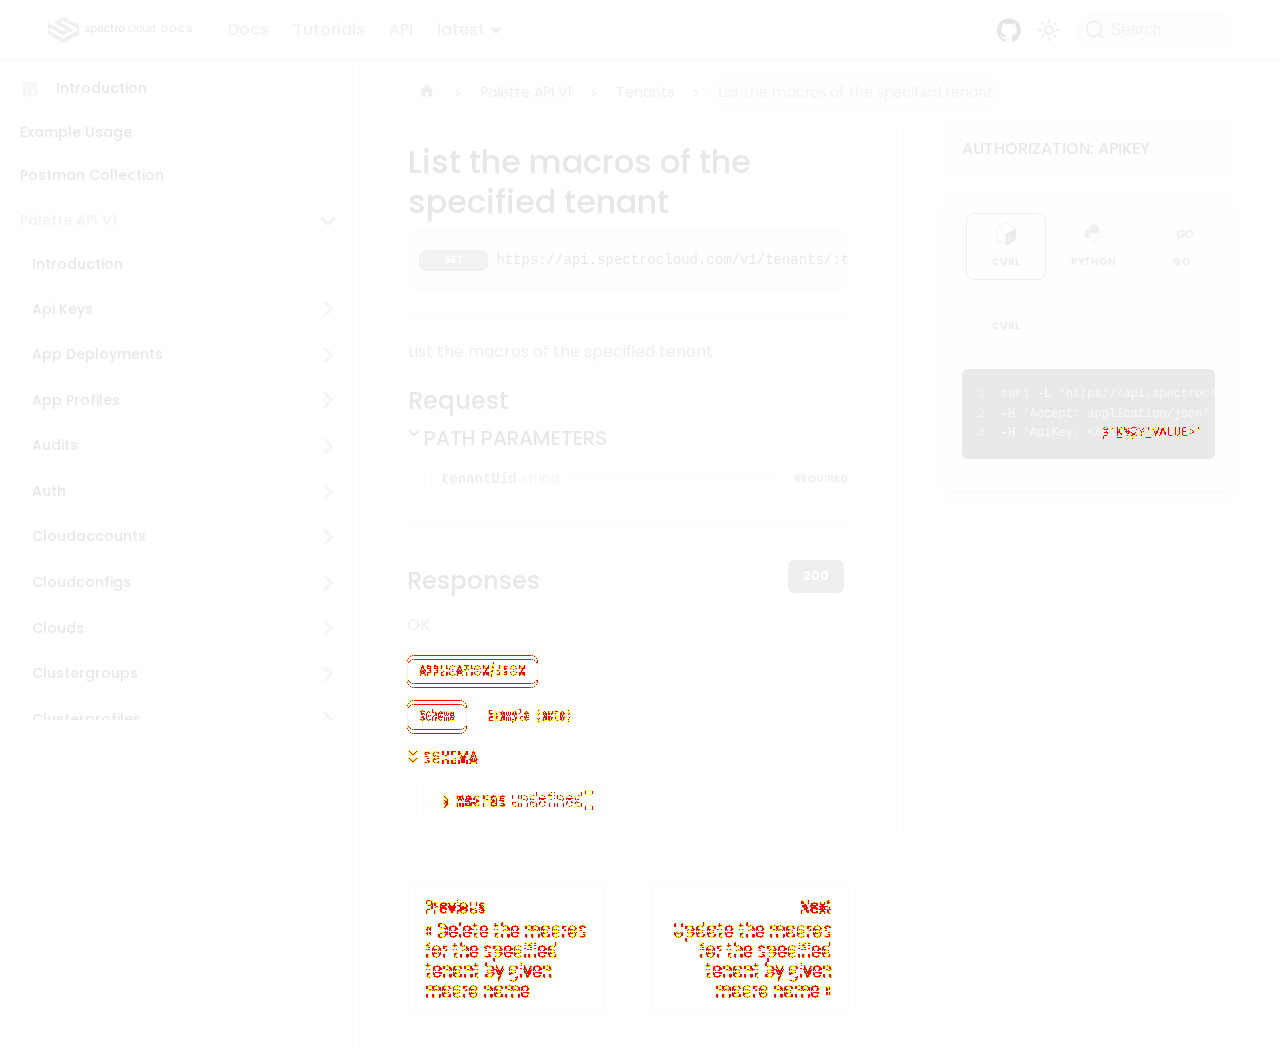 spectro cloud DOCS
Docs
Tutorials
API
latest
Search
Introduction
Example Usage
Postman Collection
Palette API V1
Introduction
Api Keys
App Deployments
App Profiles
Audits
Auth
Cloudaccounts
Cloudconfigs
Clouds
Clustergroups
Clusterprofiles
Palette API V1
Tenants
List the macros of the specified tenant
List the macros of the
specified tenant
GET https://api.spectrocloud.com/v1/tenants/:t
List the macros of the specified tenant
Request
PATH PARAMETERS
tenantUid string
REQUIRED
Responses
200
OK
APPLICATION/JSON
Schema
Example (auto)
SCHEMA
macros undefined[]
Previous
« Delete the macros
for the specified
tenant by given
macro name
Next
Update the macros
for the specified
tenant by given
macro name »
AUTHORIZATION: APIKEY
CURL
PYTHON
GO
GO
CURL
1 curl -L 'https://api.spectrocl
2 -H 'Accept: application/json'
3 -H 'ApiKey: